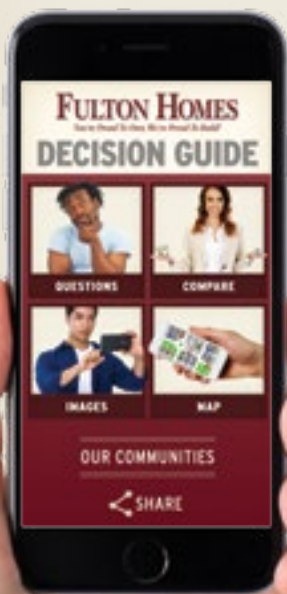 FULTON HOMES
You're Proud To Own, We're Proud To Build!®
DECISION GUIDE
QUESTIONS
COMPARE
IMAGES
MAP
OUR COMMUNITIES
SHARE